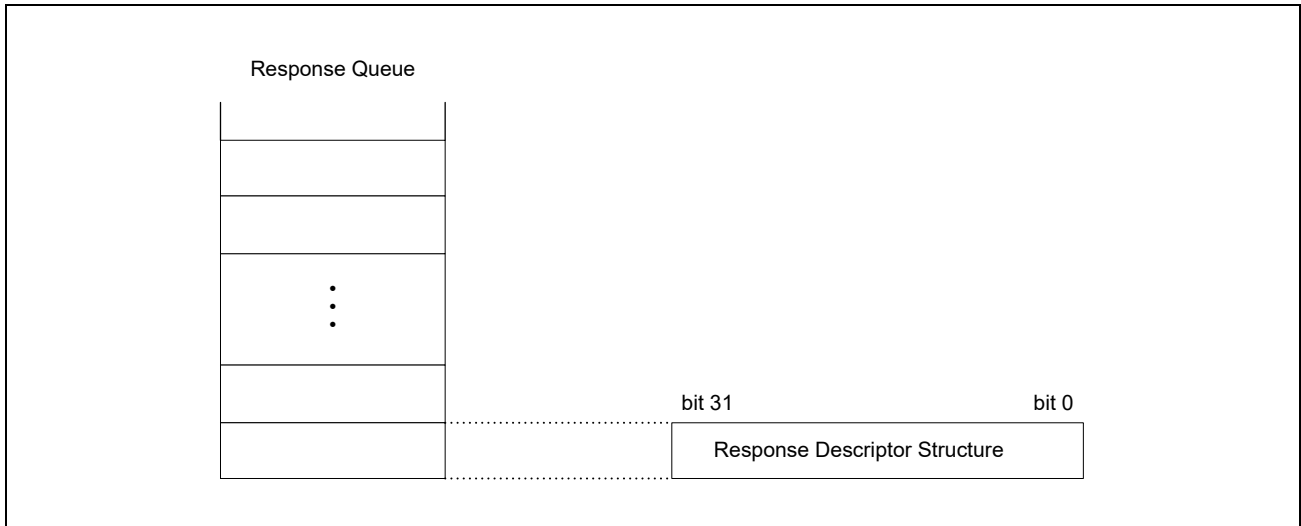 Response Queue
bit 31
bit 0
Response Descriptor Structure